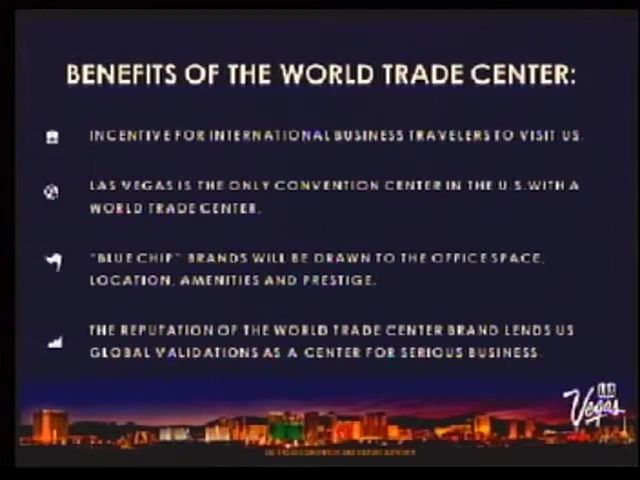 BENEFITS OF THE WORLD TRADE CENTER:
INCENTIVE FOR INTERNATIONAL BUSINESS TRAVELERS TO VISIT US.
LAS VEGAS IS THE ONLY CONVENTION CENTER IN THE U.S.WITH A
WORLD TRADE CENTER.
"BLUE CHIP" BRANDS WILL BE DRAWN TO THE OFFICE SPACE,
LOCATION, AMENITIES AND PRESTIGE.
THE REPUTATION OF THE WORLD TRADE CENTER BRAND LENDS US
GLOBAL VALIDATIONS AS A CENTER FOR SERIOUS BUSINESS.
Vegas